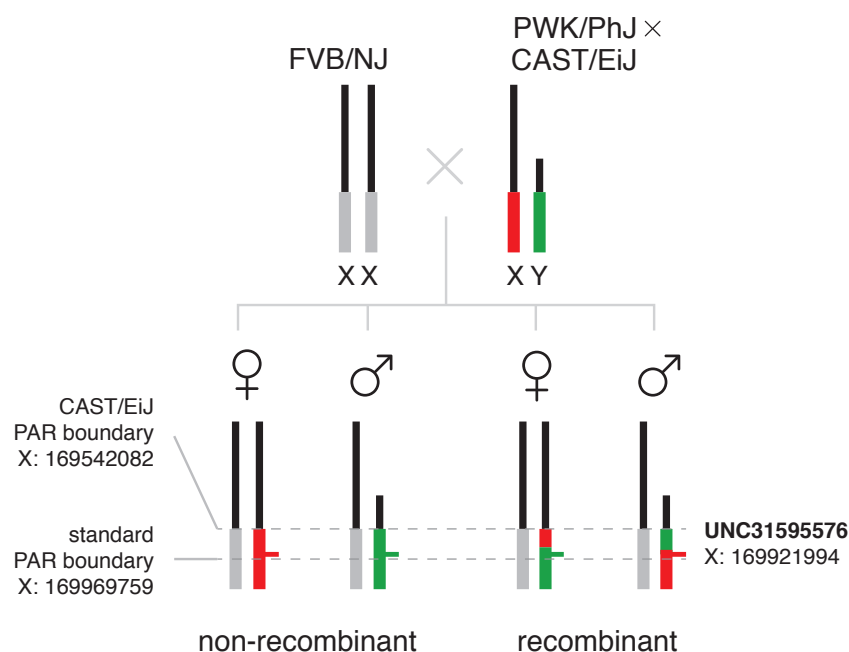 FVB/NJ
PWK/PhJ ×
CAST/EiJ
X X
X Y
♀ ♂ ♀ ♂
CAST/EiJ
PAR boundary
X: 169542082
standard
PAR boundary
X: 169969759
UNC31595576
X: 169921994
non-recombinant
recombinant